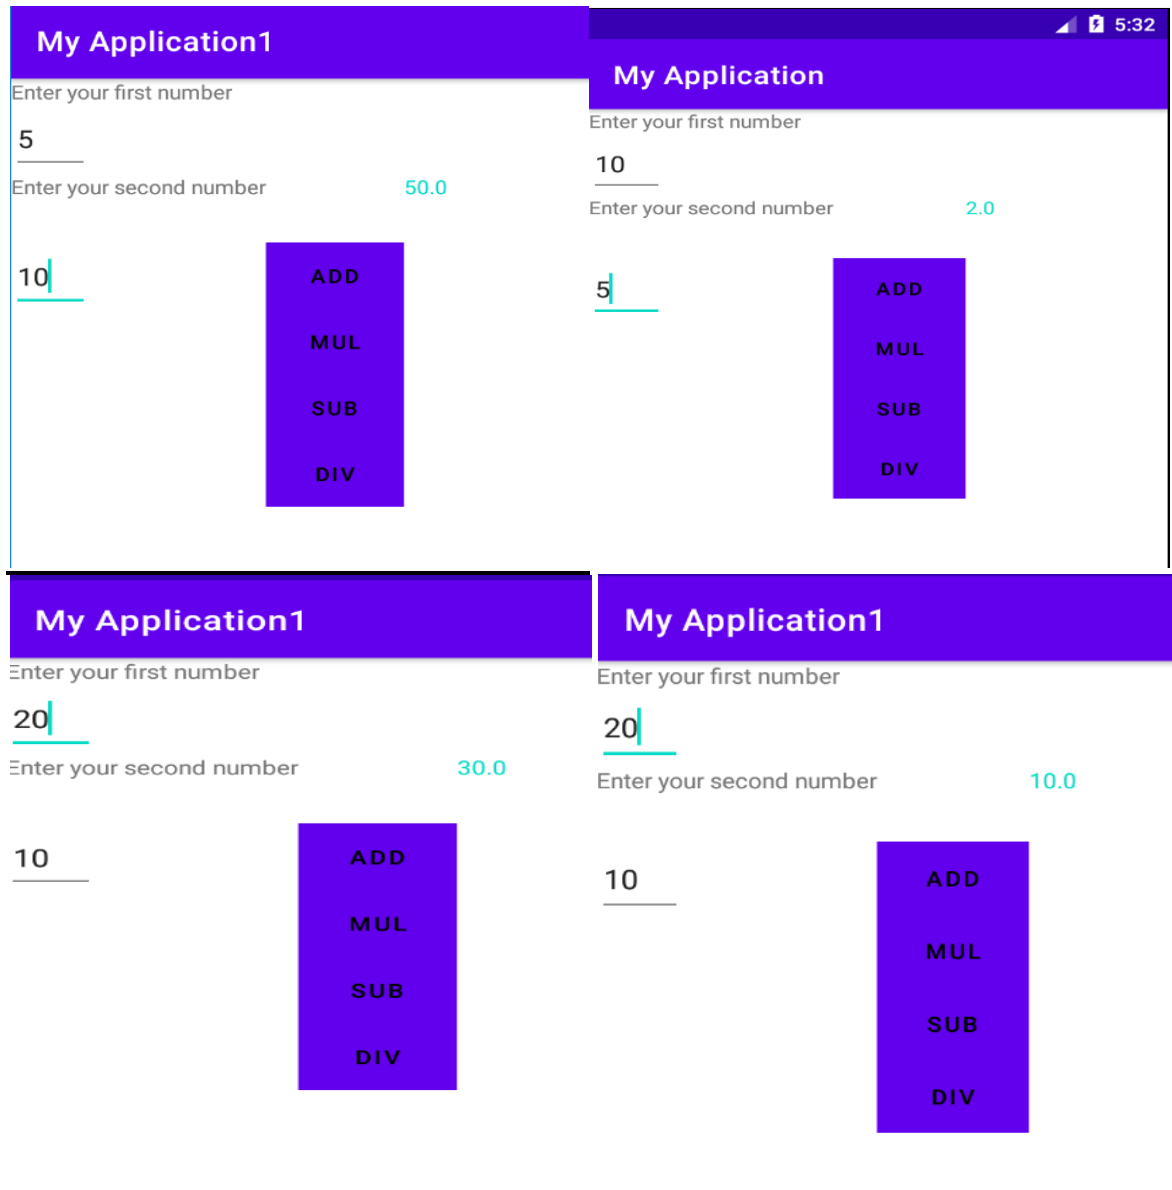 My Application1
Enter your first number
5
Enter your second number 50.0
10
ADD
MUL
SUB
DIV
5:32
My Application
Enter your first number
10
Enter your second number 2.0
5
ADD
MUL
SUB
DIV
My Application1
Enter your first number
20
Enter your second number 30.0
10
ADD
MUL
SUB
DIV
My Application1
Enter your first number
20
Enter your second number 10.0
10
ADD
MUL
SUB
DIV